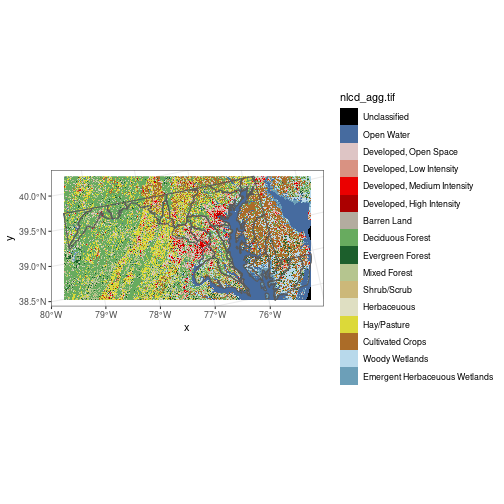 nlcd_agg.tif
Unclassified
Open Water
Developed, Open Space
Developed, Low Intensity
Developed, Medium Intensity
Developed, High Intensity
Barren Land
Deciduous Forest
Evergreen Forest
Mixed Forest
Shrub/Scrub
Herbaceous
Hay/Pasture
Cultivated Crops
Woody Wetlands
Emergent Herbaceuous Wetlands
40.0°N
39.5°N
39.0°N
38.5°N
y
80°W 79°W 78°W 77°W 76°W
x